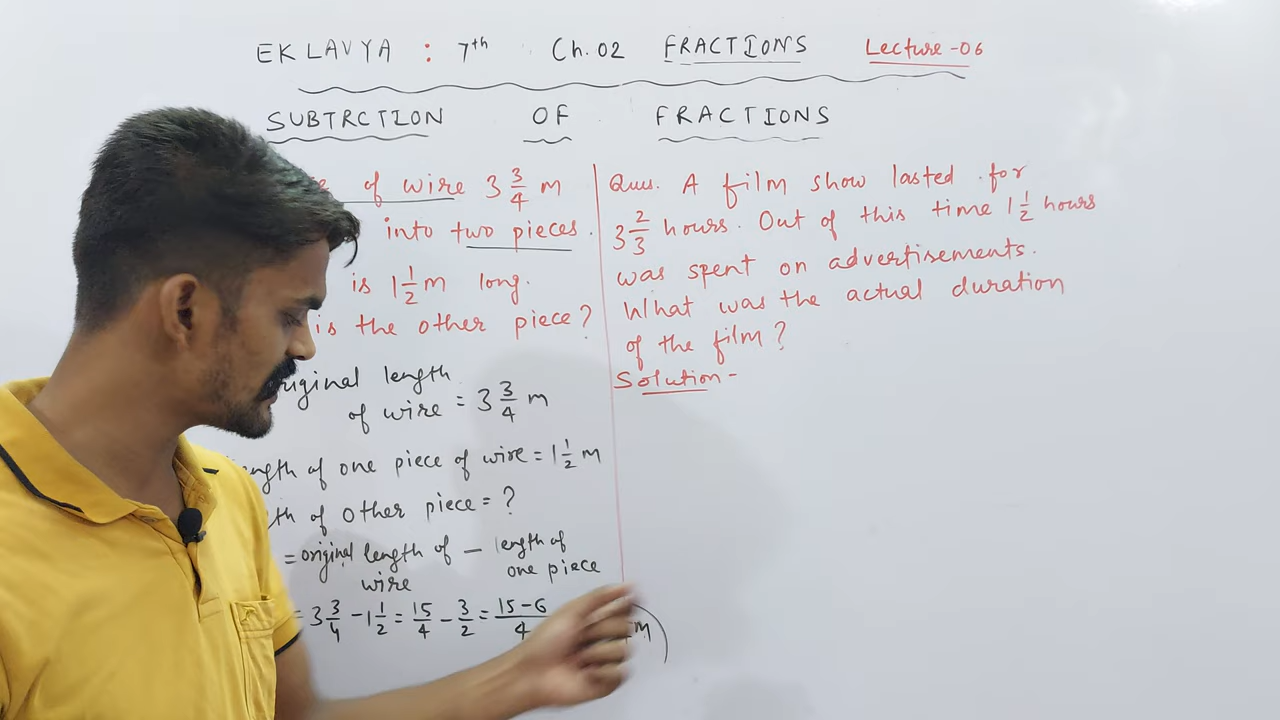 EKLAVYA : 7th Ch.02 FRACTIONS Lecture-06
SUBTRCTION OF FRACTIONS
of wire 3 3/4 m
into two pieces.
is 1 1/2 m long.
is the other piece?
original length
of wire = 3 3/4 m
length of one piece of wire = 1 1/2 m
of other piece = ?
= original length of wire - length of one piece
= 3 3/4 - 1 1/2 = 15/4 - 3/2 = 15-6/4
m
Ques. A film show lasted for
3 2/3 hours. Out of this time 1 1/2 hours
was spent on advertisements.
What was the actual duration
of the film?
Solution-